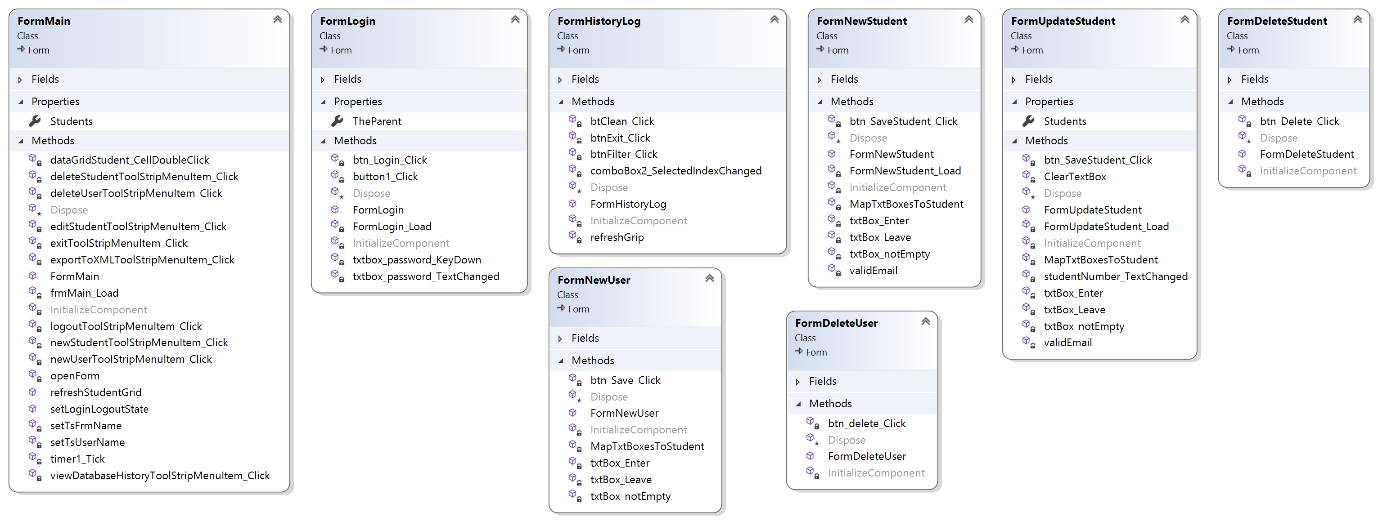 FormMain
Class
Form
Fields
Properties
Students
Methods
dataGridStudent_CellDoubleClick
deleteStudentToolStripMenuItem_Click
deleteUserToolStripMenuItem_Click
Dispose
editStudentToolStripMenuItem_Click
exitToolStripMenuItem_Click
exportToXMLToolStripMenuItem_Click
FormMain
frmMain_Load
InitializeComponent
logoutToolStripMenuItem_Click
newStudentToolStripMenuItem_Click
newUserToolStripMenuItem_Click
openForm
refreshStudentGrid
setLoginLogoutState
setTsFrmName
setTsUserName
timer1_Tick
viewDatabaseHistoryToolStripMenuItem_Click
FormLogin
Class
Form
Fields
Properties
TheParent
Methods
btn_Login_Click
button1_Click
Dispose
FormLogin
FormLogin_Load
InitializeComponent
txtbox_password_KeyDown
txtbox_password_TextChanged
FormHistoryLog
Class
Form
Fields
Methods
btClean_Click
btnExit_Click
btnFilter_Click
comboBox2_SelectedIndexChanged
Dispose
FormHistoryLog
InitializeComponent
refreshGrip
FormNewUser
Class
Form
Fields
Methods
btn_Save_Click
Dispose
FormNewUser
InitializeComponent
MapTxtBoxesToStudent
txtBox_Enter
txtBox_Leave
txtBox_notEmpty
FormNewStudent
Class
Form
Fields
Methods
btn_SaveStudent_Click
Dispose
FormNewStudent
FormNewStudent_Load
InitializeComponent
MapTxtBoxesToStudent
txtBox_Enter
txtBox_Leave
txtBox_notEmpty
validEmail
FormDeleteUser
Class
Form
Fields
Methods
btn_delete_Click
Dispose
FormDeleteUser
InitializeComponent
FormUpdateStudent
Class
Form
Fields
Properties
Students
Methods
btn_SaveStudent_Click
ClearTextBox
Dispose
FormUpdateStudent
FormUpdateStudent_Load
InitializeComponent
MapTxtBoxesToStudent
studentNumber_TextChanged
txtBox_Enter
txtBox_Leave
txtBox_notEmpty
validEmail
FormDeleteStudent
Class
Form
Fields
Methods
btn_Delete_Click
Dispose
FormDeleteStudent
InitializeComponent